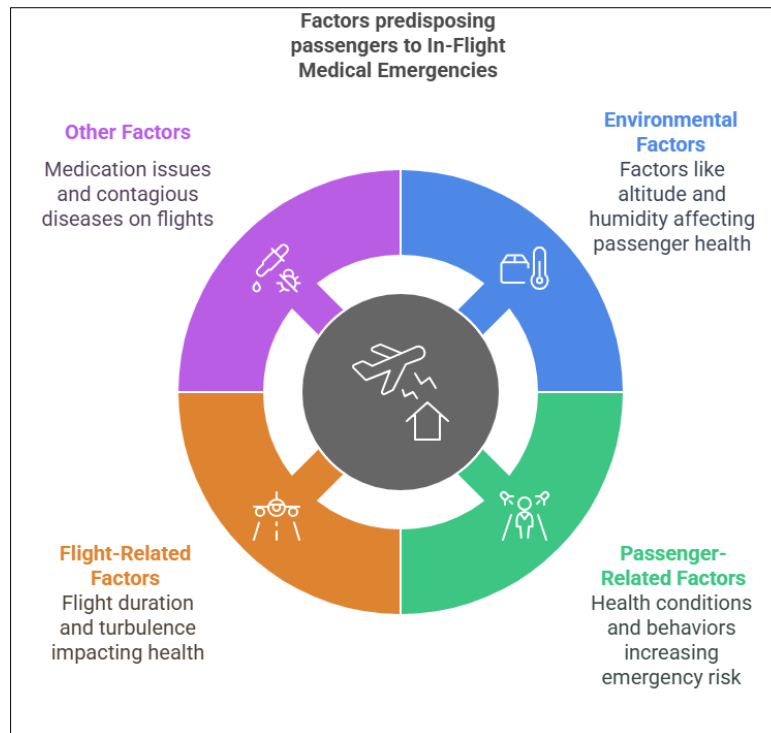 Factors predisposing
passengers to In-Flight
Medical Emergencies
Other Factors
Medication issues
and contagious
diseases on flights
Environmental
Factors
Factors like
altitude and
humidity affecting
passenger health
Flight-Related
Factors
Flight duration
and turbulence
impacting health
Passenger-
Related Factors
Health conditions
and behaviors
increasing
emergency risk